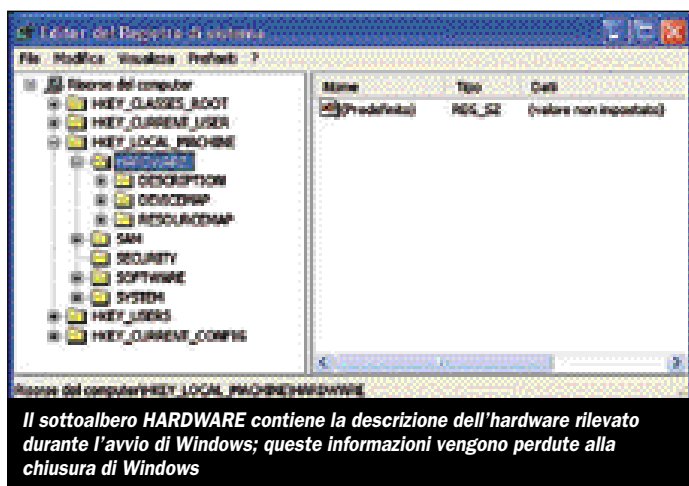 Editor del Registro di sistema
File Modifica Visualizza Preferiti ?
Risorse del computer
HKEY_CLASSES_ROOT
HKEY_CURRENT_USER
HKEY_LOCAL_MACHINE
HARDWARE
DESCRIPTION
DEVICEMAP
RESOURCEMAP
SAM
SECURITY
SOFTWARE
SYSTEM
HKEY_USERS
HKEY_CURRENT_CONFIG
Nome Tipo Dati
(Predefinito) REG_SZ (valore non impostato)
Risorse del computer\HKEY_LOCAL_MACHINE\HARDWARE
Il sottoalbero HARDWARE contiene la descrizione dell'hardware rilevato
durante l'avvio di Windows; queste informazioni vengono perdute alla
chiusura di Windows